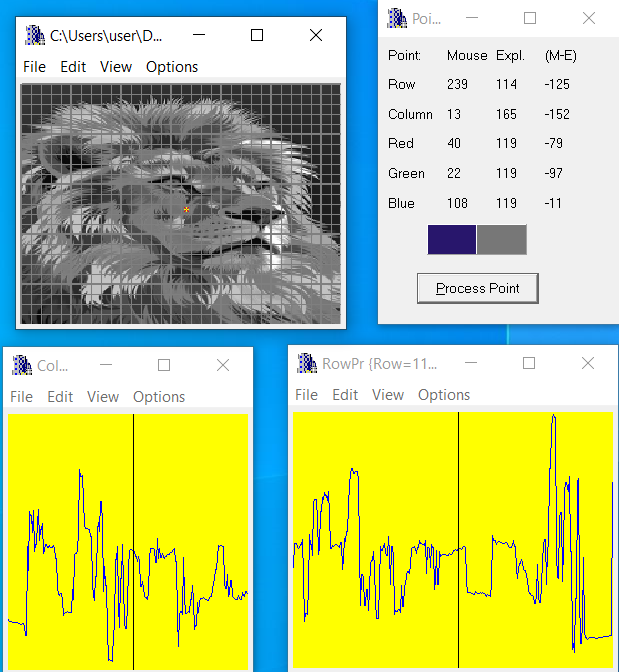 C:\Users\user\D...
File Edit View Options
Poi...
Point: Mouse Expl. (M-E)
Row 239 114 -125
Column 13 165 -152
Red 40 119 -79
Green 22 119 -97
Blue 108 119 -11
Process Point
Col...
File Edit View Options
RowPr {Row=11...
File Edit View Options